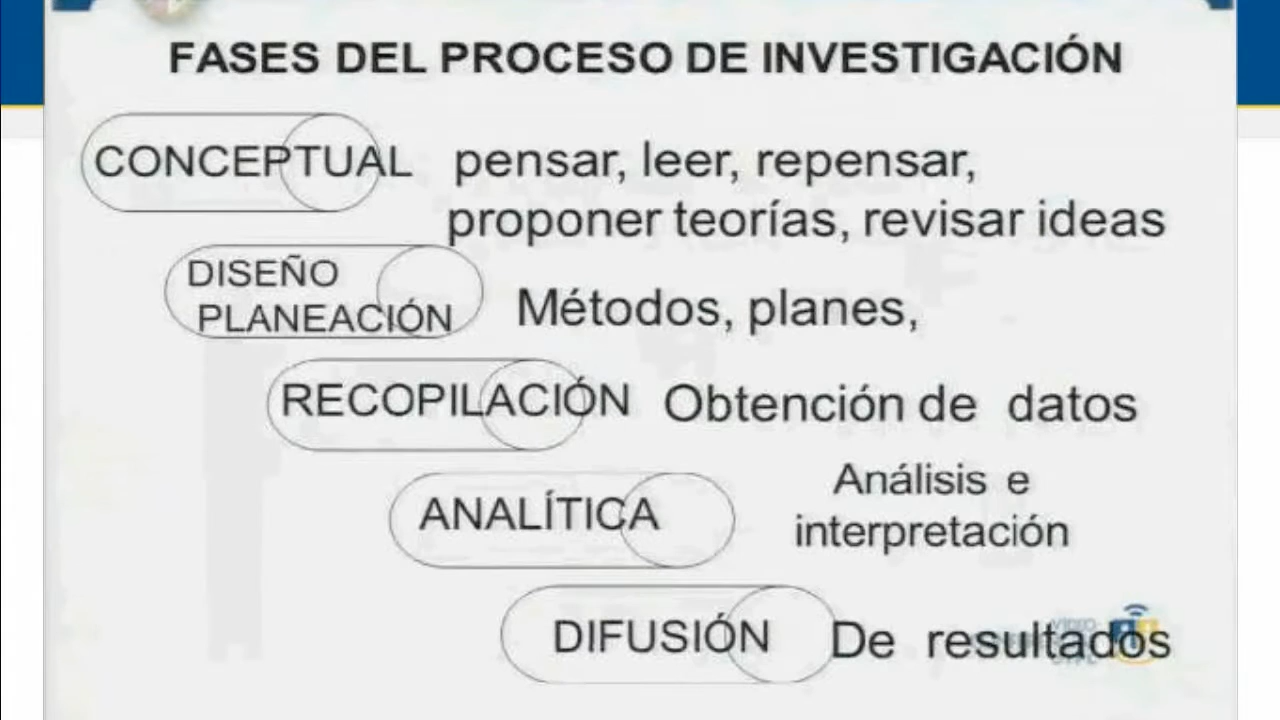 FASES DEL PROCESO DE INVESTIGACIÓN
CONCEPTUAL pensar, leer, repensar,
proponer teorías, revisar ideas
DISEÑO
PLANEACIÓN Métodos, planes,
RECOPILACIÓN Obtención de datos
ANALÍTICA Análisis e
interpretación
DIFUSIÓN De resultados